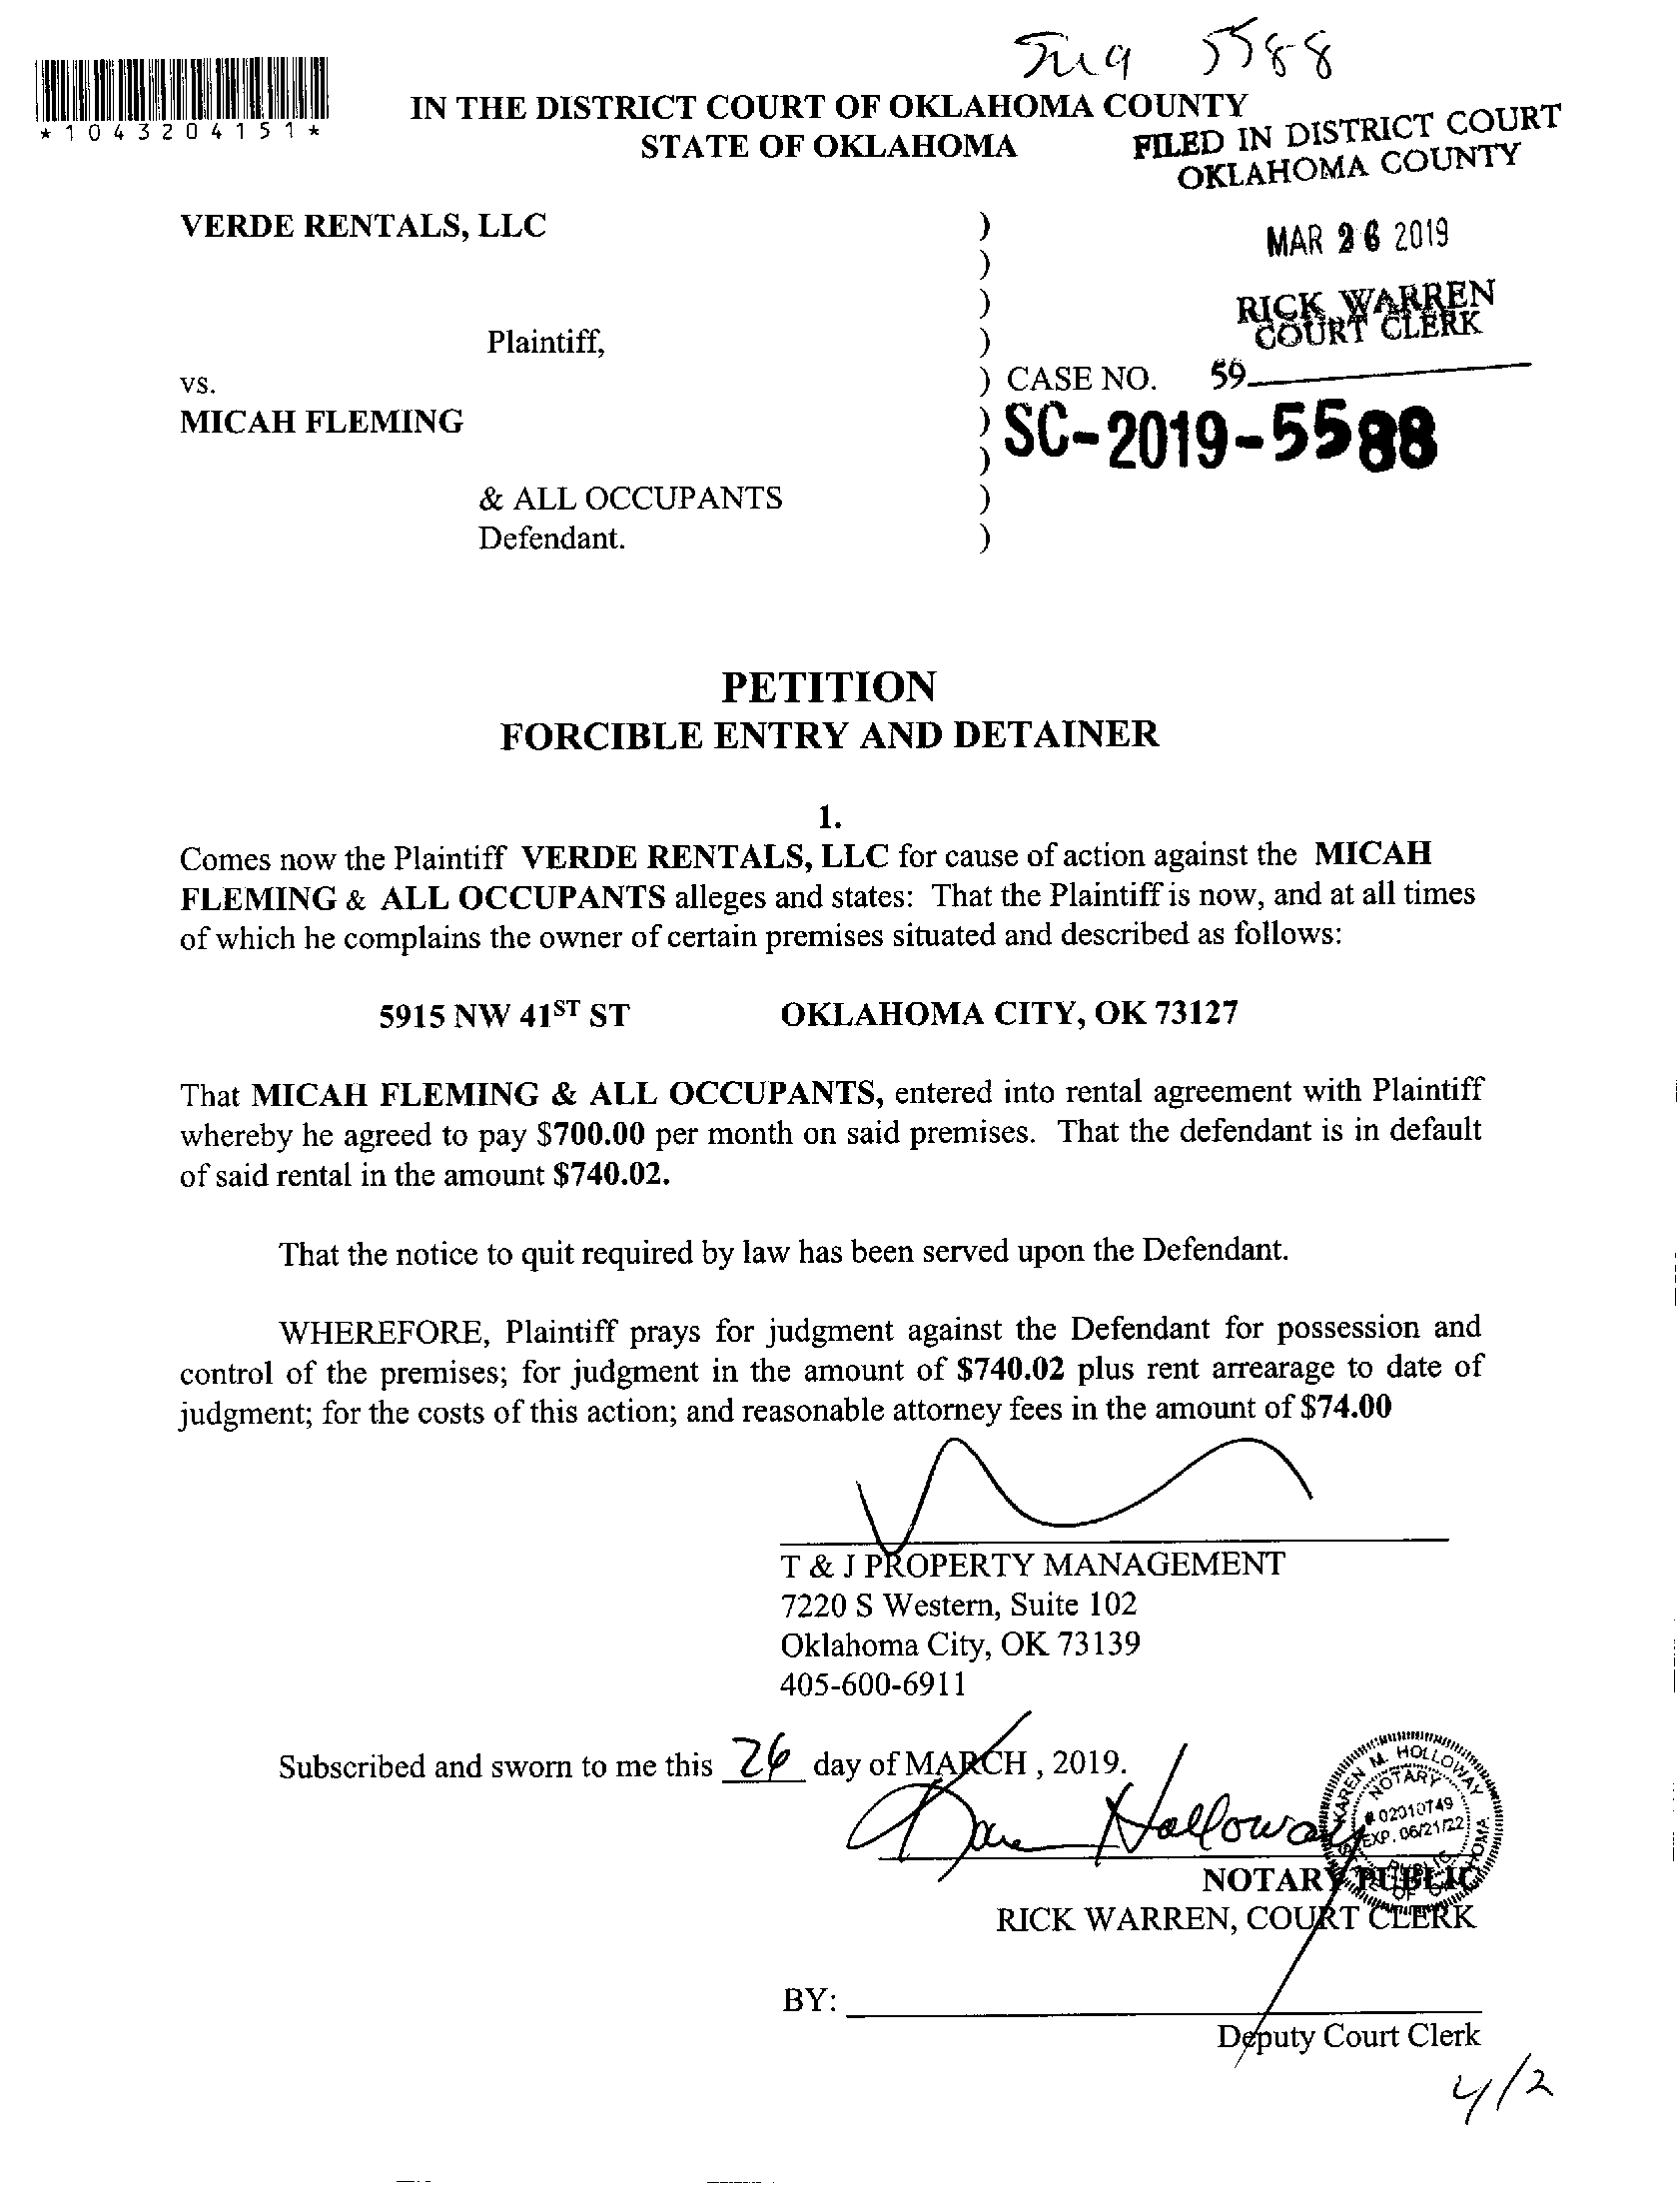 5588
*1043204151*
IN THE DISTRICT COURT OF OKLAHOMA COUNTY
STATE OF OKLAHOMA
FILED IN DISTRICT COURT
OKLAHOMA COUNTY
VERDE RENTALS, LLC )
MAR 26 2019
)
)
RICK WARREN
COURT CLERK
Plaintiff, )
vs. ) CASE NO. 59
MICAH FLEMING ) SC-2019-5588
)
& ALL OCCUPANTS )
Defendant. )
PETITION
FORCIBLE ENTRY AND DETAINER
1.
Comes now the Plaintiff VERDE RENTALS, LLC for cause of action against the MICAH
FLEMING & ALL OCCUPANTS alleges and states: That the Plaintiff is now, and at all times
of which he complains the owner of certain premises situated and described as follows:
5915 NW 41ST ST OKLAHOMA CITY, OK 73127
That MICAH FLEMING & ALL OCCUPANTS, entered into rental agreement with Plaintiff
whereby he agreed to pay $700.00 per month on said premises. That the defendant is in default
of said rental in the amount $740.02.
That the notice to quit required by law has been served upon the Defendant.
WHEREFORE, Plaintiff prays for judgment against the Defendant for possession and
control of the premises; for judgment in the amount of $740.02 plus rent arrearage to date of
judgment; for the costs of this action; and reasonable attorney fees in the amount of $74.00
T & J PROPERTY MANAGEMENT
7220 S Western, Suite 102
Oklahoma City, OK 73139
405-600-6911
Subscribed and sworn to me this 26 day of MARCH , 2019.
Holloway
KAREN M. HOLLOWAY
NOTARY
# 02010749
EXP. 06/21/22
PUBLIC
STATE OF OKLAHOMA
NOTARY PUBLIC
RICK WARREN, COURT CLERK
BY:
Deputy Court Clerk
4/2